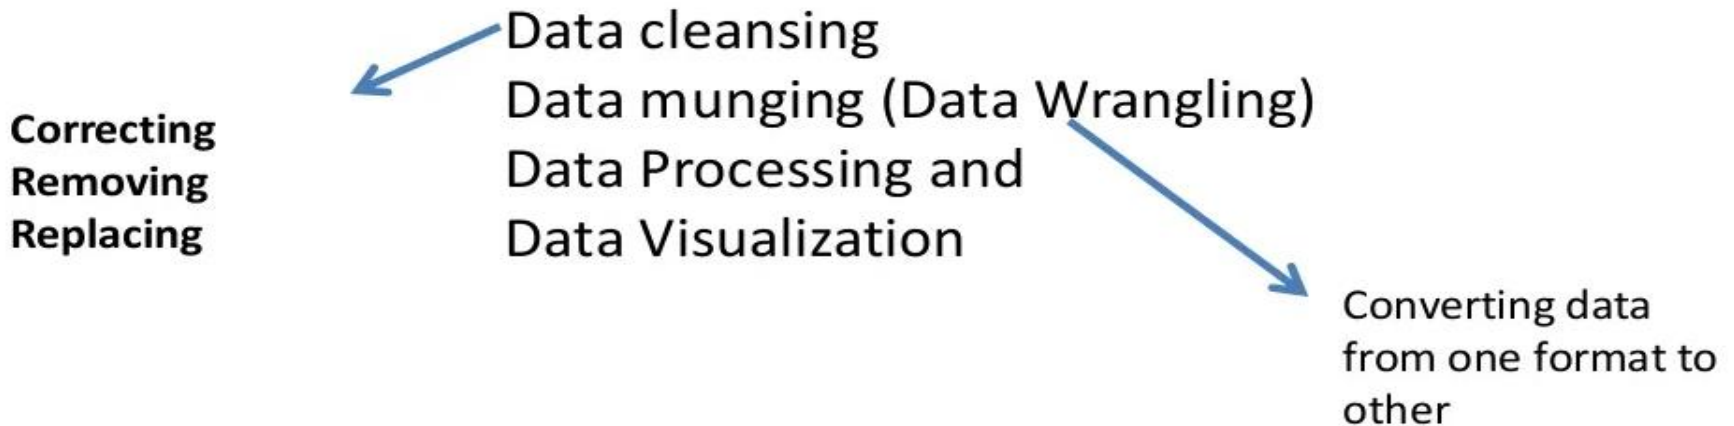 Data cleansing
Data munging (Data Wrangling)
Data Processing and
Data Visualization
Correcting
Removing
Replacing
Converting data
from one format to
other